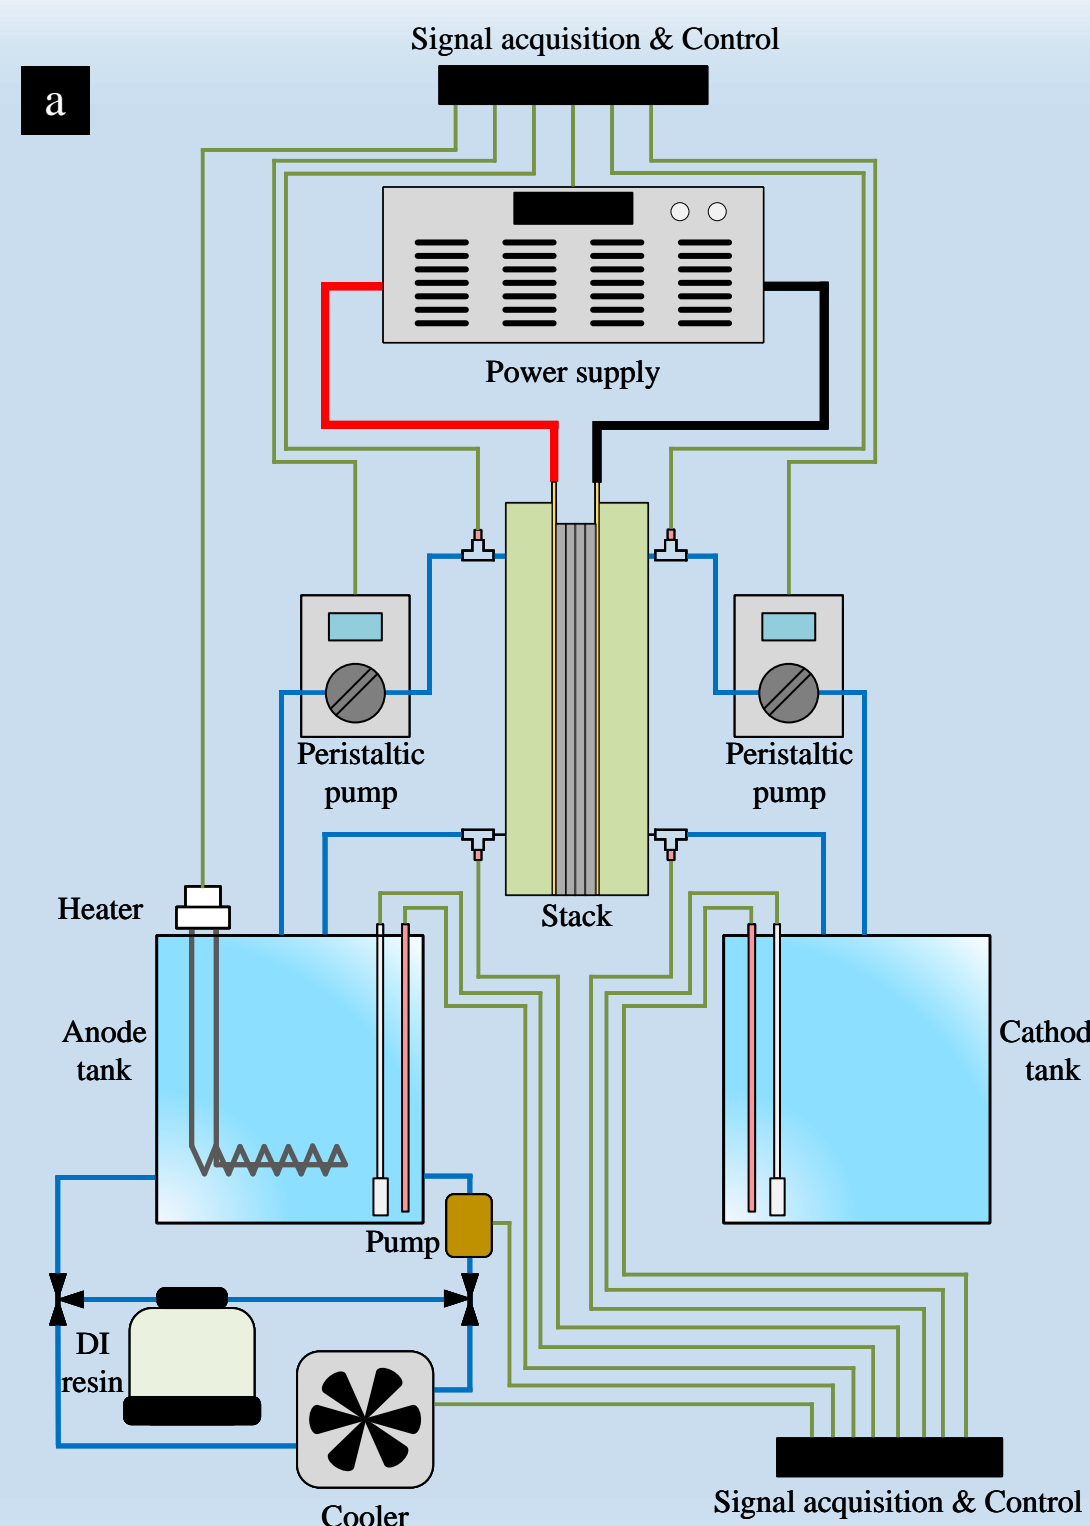 Signal acquisition & Control
a
Power supply
Peristaltic
pump
Peristaltic
pump
Heater
Stack
Anode
tank
Cathod
tank
Pump
DI
resin
Cooler
Signal acquisition & Control